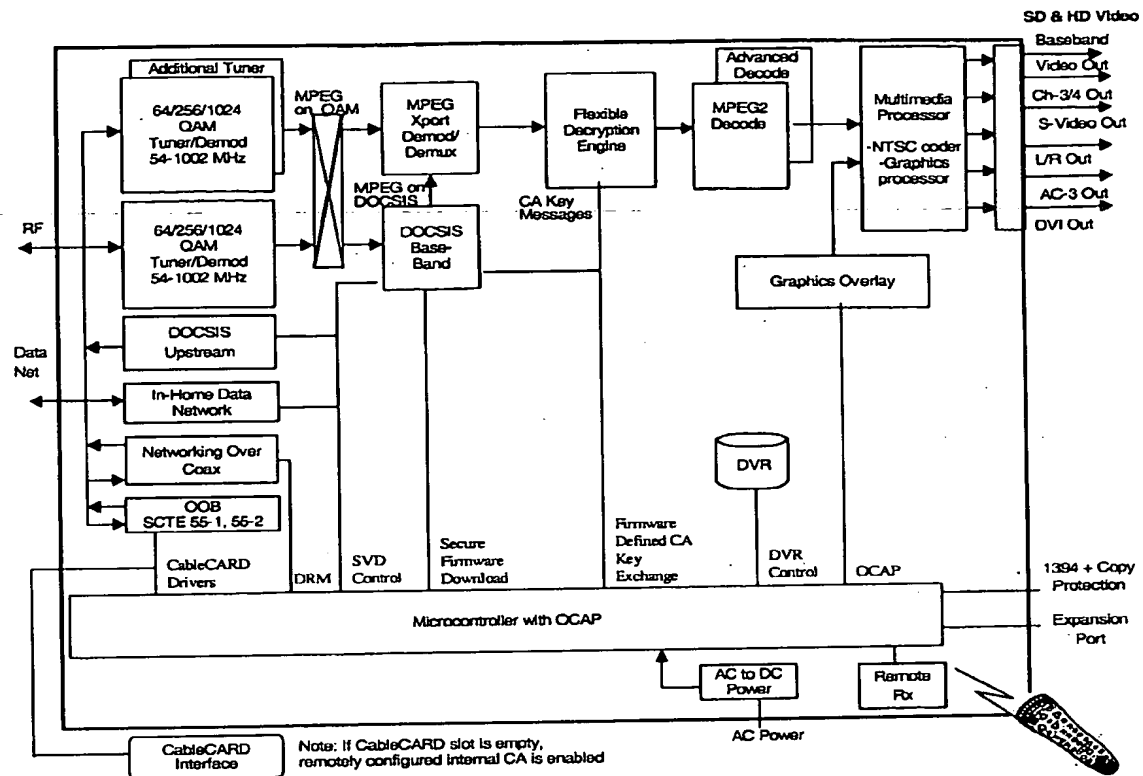 SD & HD Video
Baseband
Video Out
Ch-3/4 Out
S-Video Out
L/R Out
AC-3 Out
DVI Out
Additional Tuner
64/256/1024
QAM
Tuner/Demod
54-1002 MHz
MPEG
on QAM
MPEG
Xport
Demod/
Demux
Flexible
Decryption
Engine
Advanced
Decode
MPEG2
Decode
Multimedia
Processor
-NTSC coder
-Graphics
processor
MPEG on
DOCSIS
CA Key
Messages
RF
64/256/1024
QAM
Tuner/Demod
54-1002 MHz
DOCSIS
Base-
Band
Graphics Overlay
DOCSIS
Upstream
Data
Net
In-Home Data
Network
Networking Over
Coax
DVR
OOB
SCTE 55-1, 55-2
CableCARD
Drivers
DRM
SVD
Control
Secure
Firmware
Download
Firmware
Defined CA
Key
Exchange
DVR
Control
OCAP
1394 + Copy
Protection
Microcontroller with OCAP
Expansion
Port
AC to DC
Power
Remote
Rx
AC Power
CableCARD
Interface
Note: If CableCARD slot is empty,
remotely configured internal CA is enabled